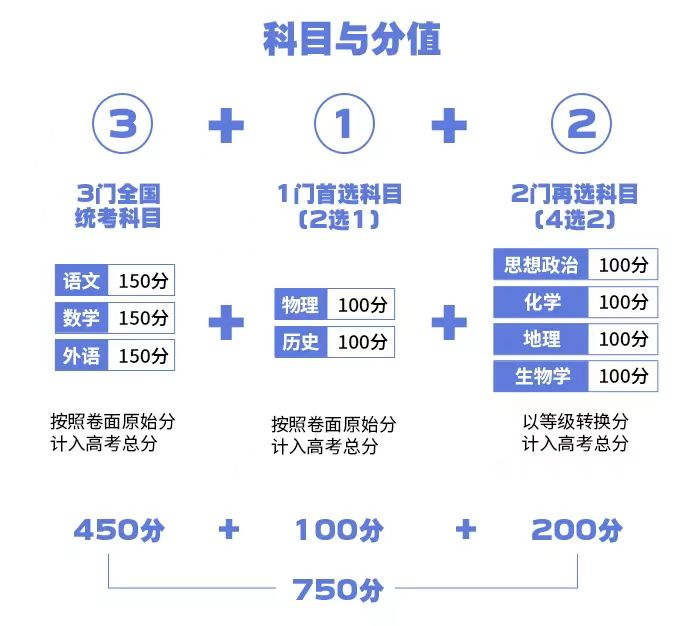 科目与分值
3 + 1 + 2
3门全国
统考科目
1门首选科目
(2选1)
2门再选科目
(4选2)
语文 150分
数学 150分
外语 150分
+
物理 100分
历史 100分
+
思想政治 100分
化学 100分
地理 100分
生物学 100分
按照卷面原始分
计入高考总分
按照卷面原始分
计入高考总分
以等级转换分
计入高考总分
450分 + 100分 + 200分
750分